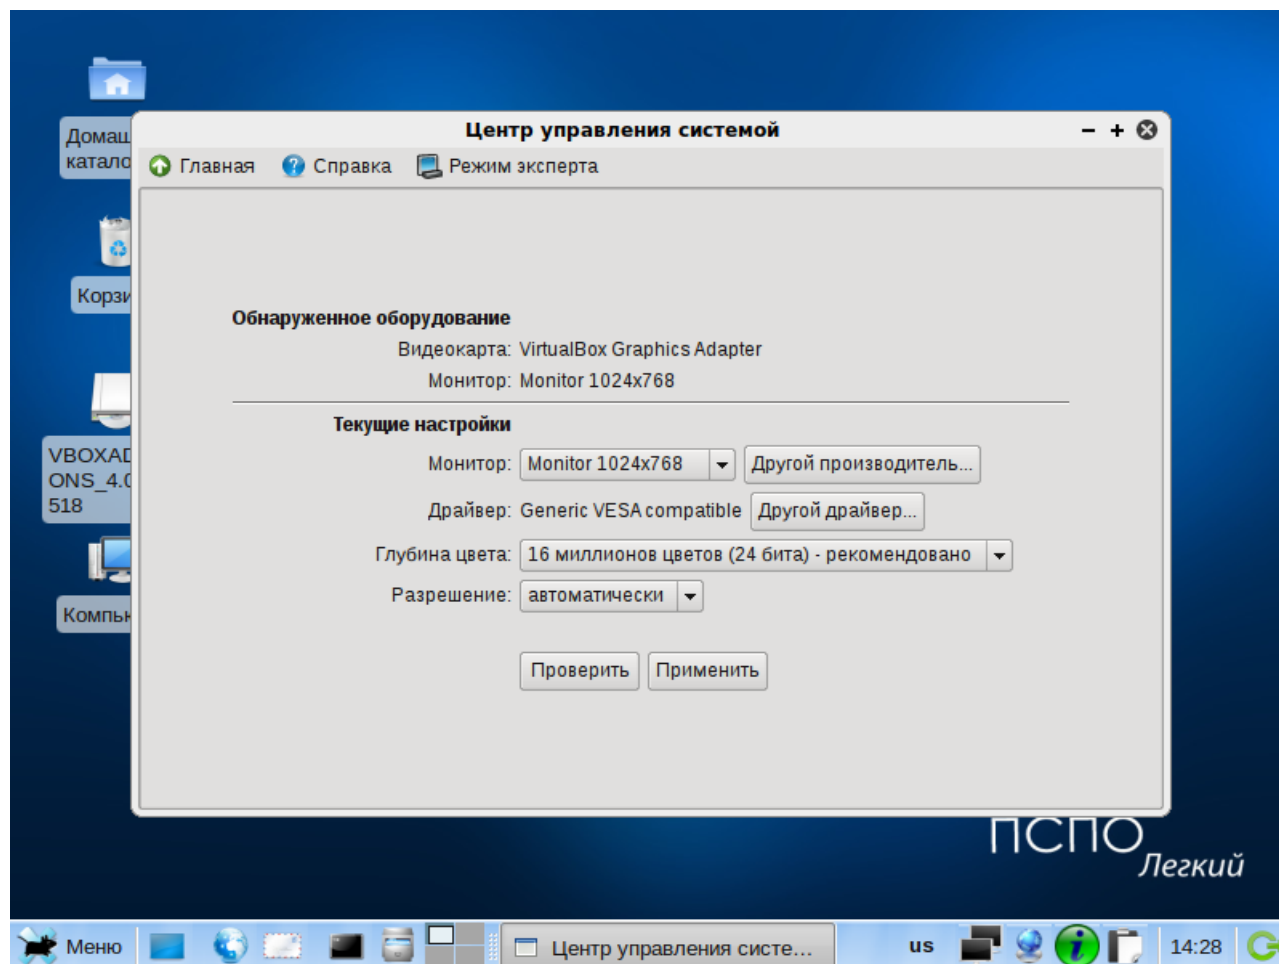 Домаш
катало
Центр управления системой
Главная Справка Режим эксперта
Корзи
Обнаруженное оборудование
Видеокарта: VirtualBox Graphics Adapter
Монитор: Monitor 1024x768
Текущие настройки
VBOXAD
ONS_4.0
518
Монитор: Monitor 1024x768 Другой производитель...
Драйвер: Generic VESA compatible Другой драйвер...
Глубина цвета: 16 миллионов цветов (24 бита) - рекомендовано
Разрешение: автоматически
Компьк
Проверить Применить
ПСПО
Легкий
Меню Центр управления систе... us 14:28